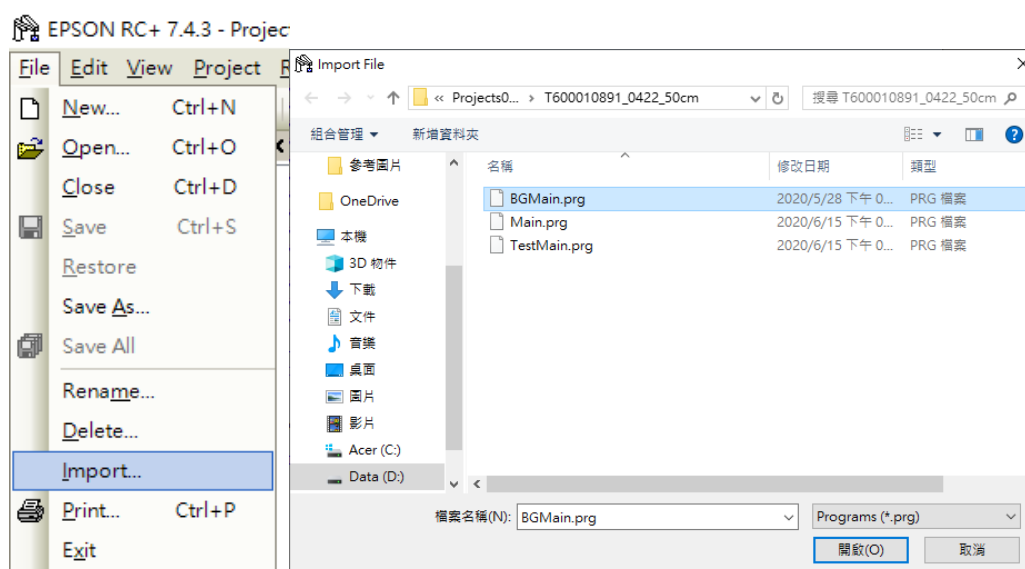 EPSON RC+ 7.4.3 - Projec
File Edit View Project
New... Ctrl+N
Open... Ctrl+O
Close Ctrl+D
Save Ctrl+S
Restore
Save As...
Save All
Rename...
Delete...
Import...
Print... Ctrl+P
Exit
Import File
« Projects0... › T600010891_0422_50cm
搜尋 T600010891_0422_50cm
組合管理 新增資料夾
參考圖片
OneDrive
本機
3D 物件
下載
文件
音樂
桌面
圖片
影片
Acer (C:)
Data (D:)
名稱 修改日期 類型
BGMain.prg 2020/5/28 下午 0... PRG 檔案
Main.prg 2020/6/15 下午 0... PRG 檔案
TestMain.prg 2020/6/15 下午 0... PRG 檔案
檔案名稱(N): BGMain.prg Programs (*.prg)
開啟(O) 取消